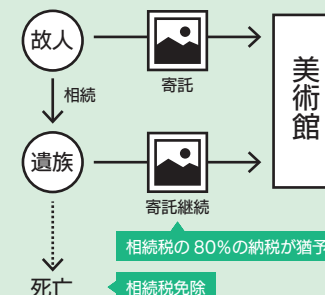 故人
寄託
美術館
相続
遺族
寄託継続
相続税の80%の納税が猶予
死亡
相続税免除